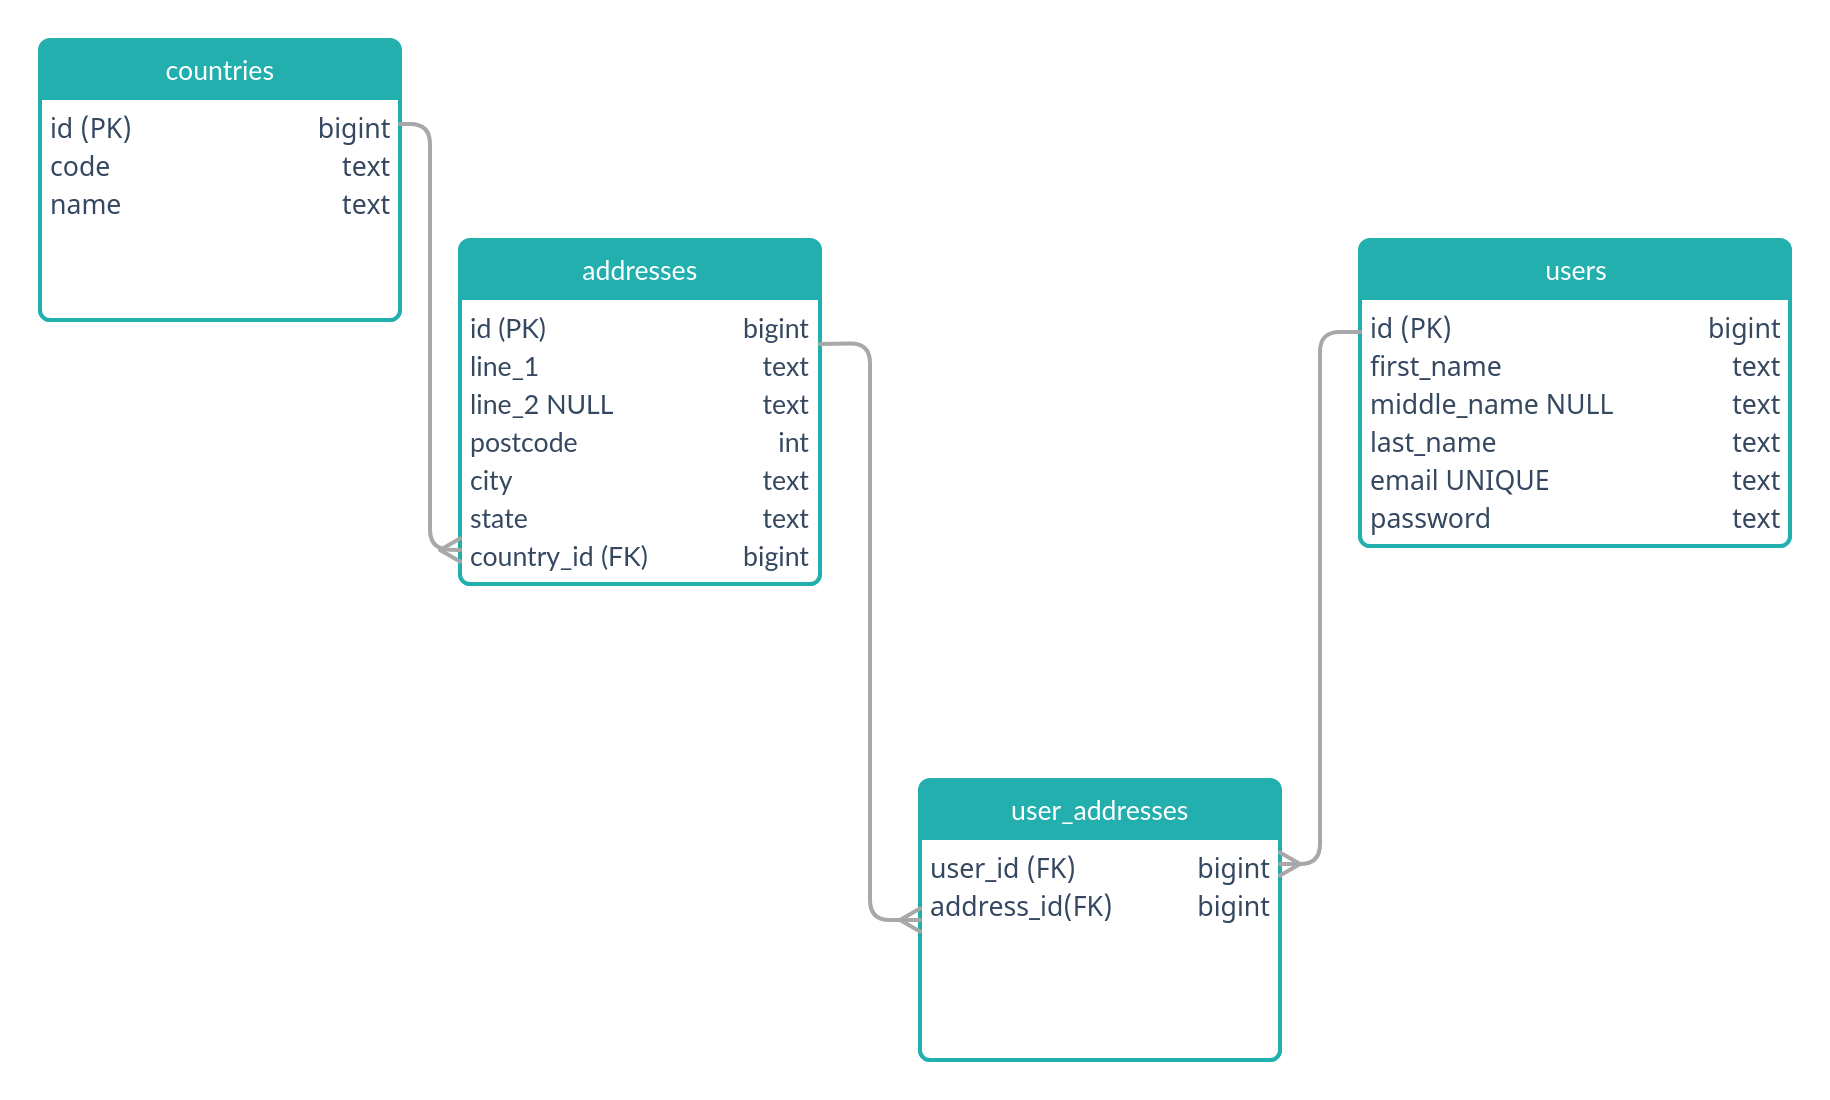 countries
id (PK) bigint
code text
name text
addresses
id (PK) bigint
line_1 text
line_2 NULL text
postcode int
city text
state text
country_id (FK) bigint
users
id (PK) bigint
first_name text
middle_name NULL text
last_name text
email UNIQUE text
password text
user_addresses
user_id (FK) bigint
address_id(FK) bigint